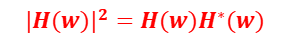 |H(w)|² = H(w)H*(w)